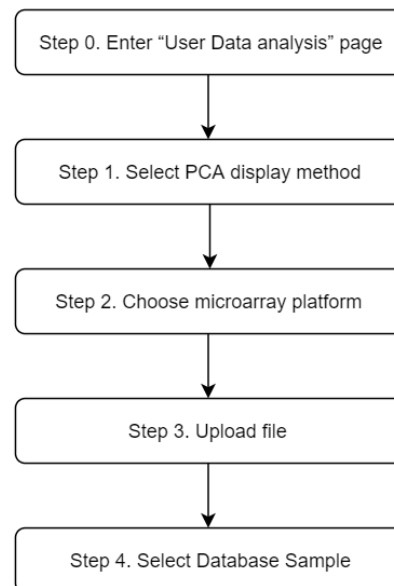 Step 0. Enter “User Data analysis” page
Step 1. Select PCA display method
Step 2. Choose microarray platform
Step 3. Upload file
Step 4. Select Database Sample